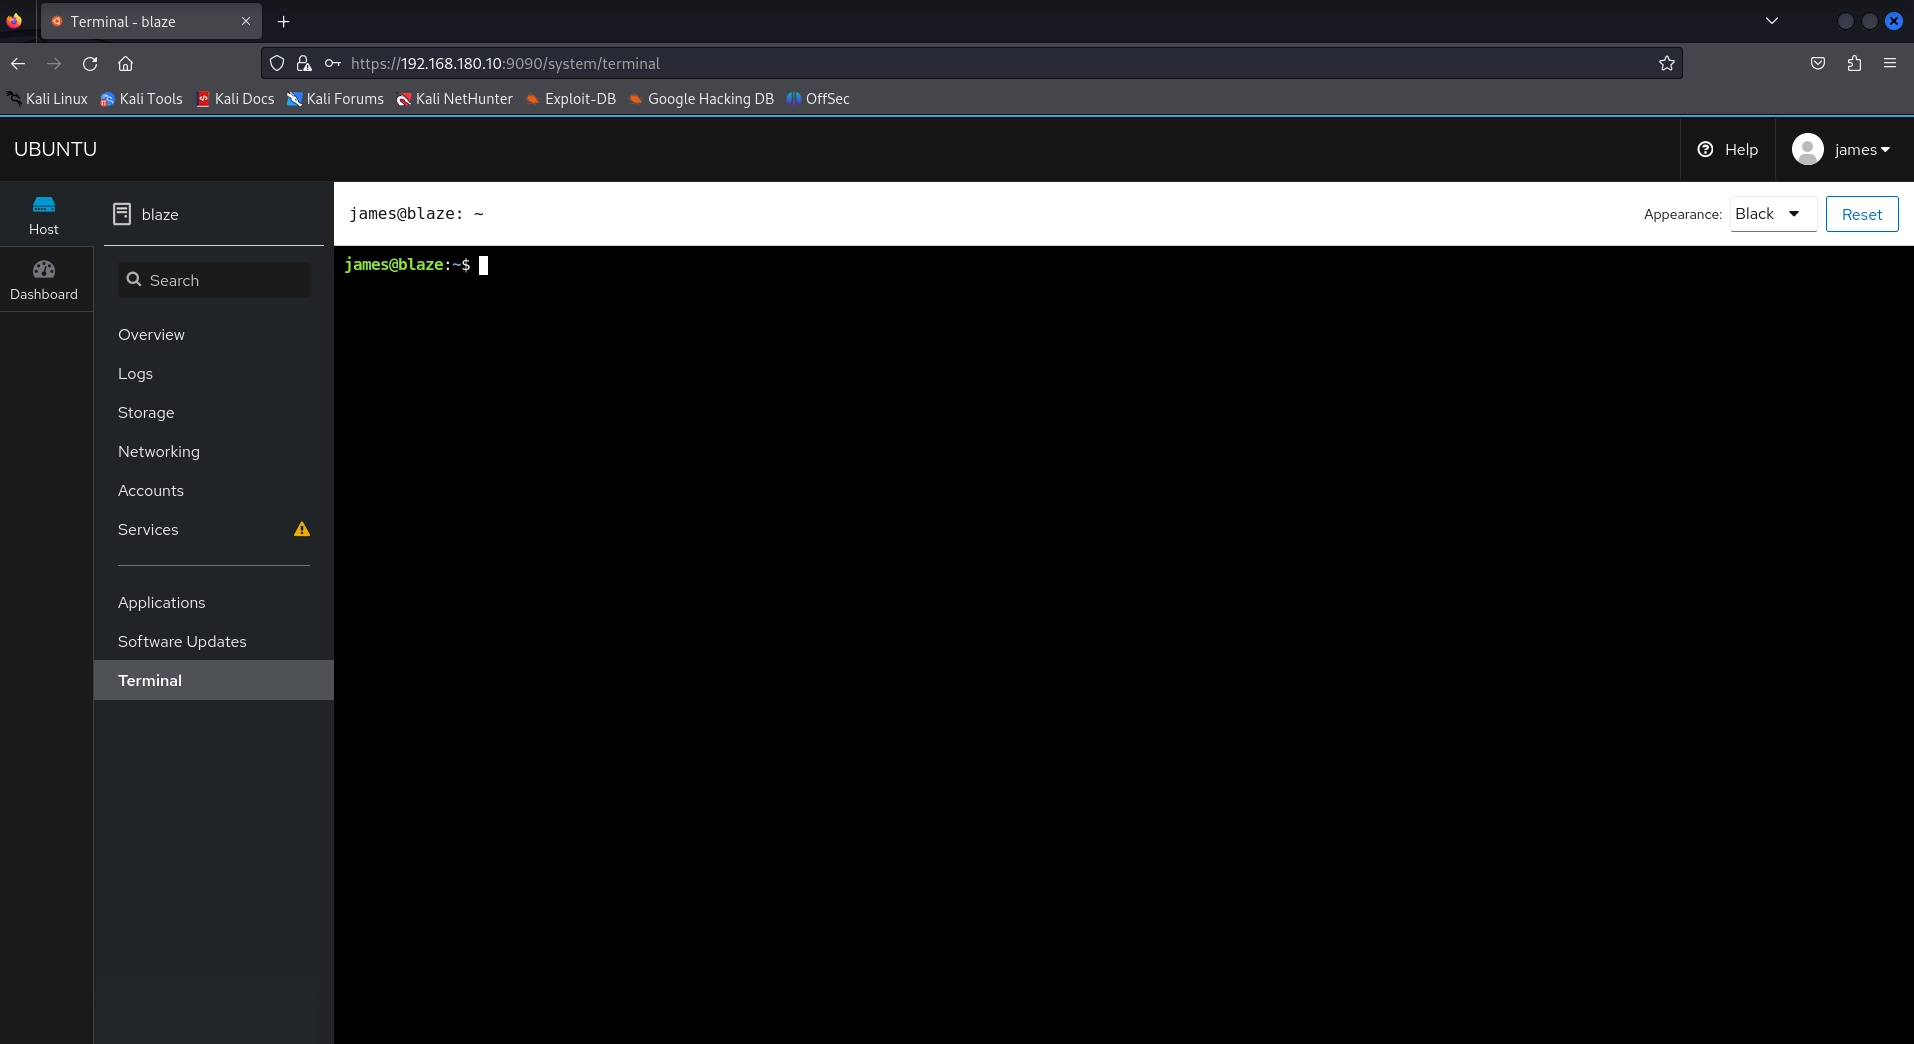 Terminal - blaze
https://192.168.180.10:9090/system/terminal
Kali Linux Kali Tools Kali Docs Kali Forums Kali NetHunter Exploit-DB Google Hacking DB OffSec
UBUNTU
Help
james
Host
Dashboard
blaze
Search
Overview
Logs
Storage
Networking
Accounts
Services
Applications
Software Updates
Terminal
james@blaze: ~
Appearance: Black
Reset
james@blaze:~$